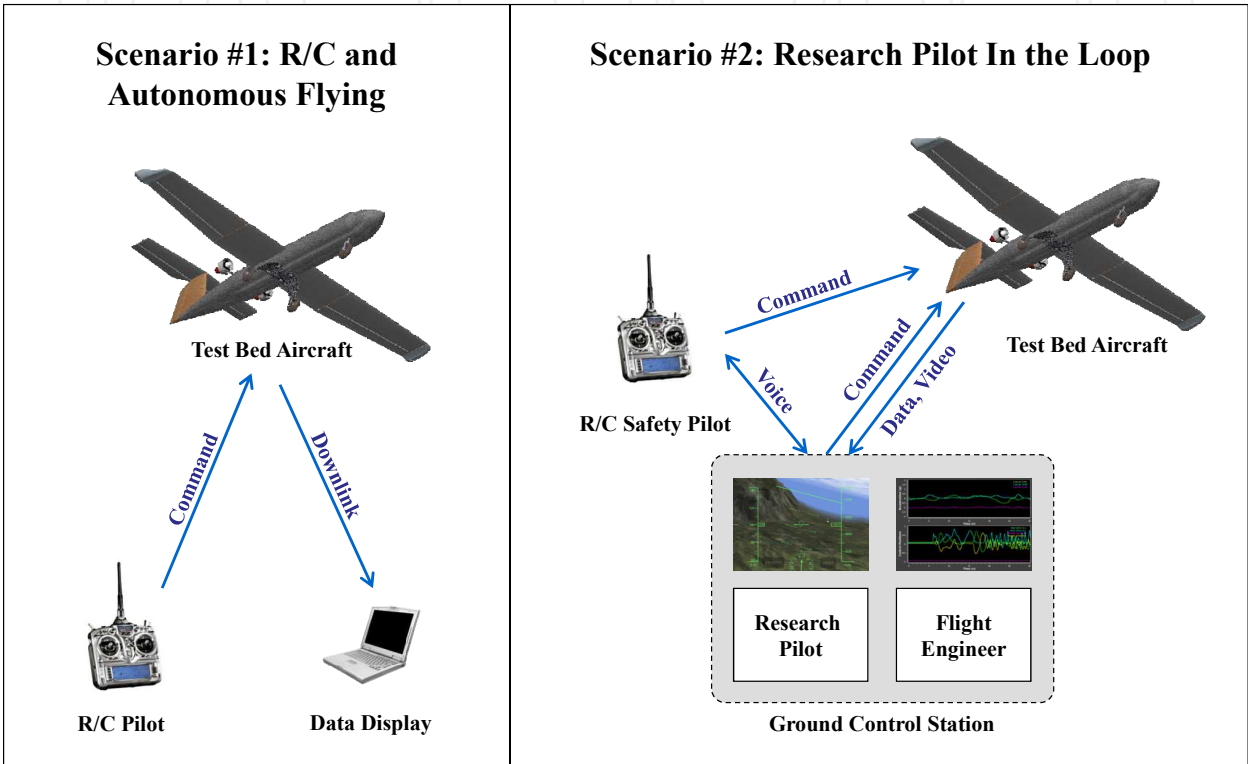 Scenario #1: R/C and
Autonomous Flying
Test Bed Aircraft
Command
Downlink
R/C Pilot
Data Display
Scenario #2: Research Pilot In the Loop
Command
Test Bed Aircraft
Voice
Command
Data, Video
R/C Safety Pilot
Research
Pilot
Flight
Engineer
Ground Control Station